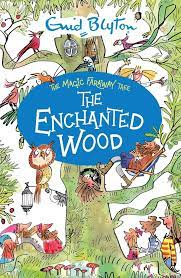 Enid Blyton
THE MAGIC FARAWAY TREE
THE
ENCHANTED
WOOD